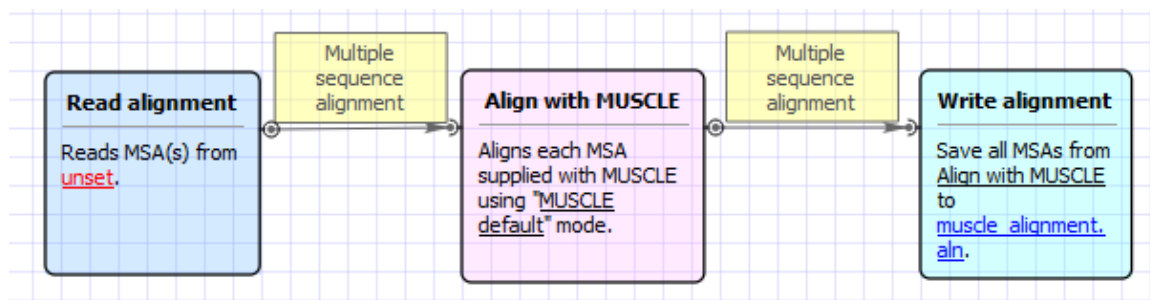 Read alignment
Reads MSA(s) from
unset.
Multiple
sequence
alignment
Align with MUSCLE
Aligns each MSA
supplied with MUSCLE
using "MUSCLE
default" mode.
Multiple
sequence
alignment
Write alignment
Save all MSAs from
Align with MUSCLE
to
muscle_alignment.
aln.